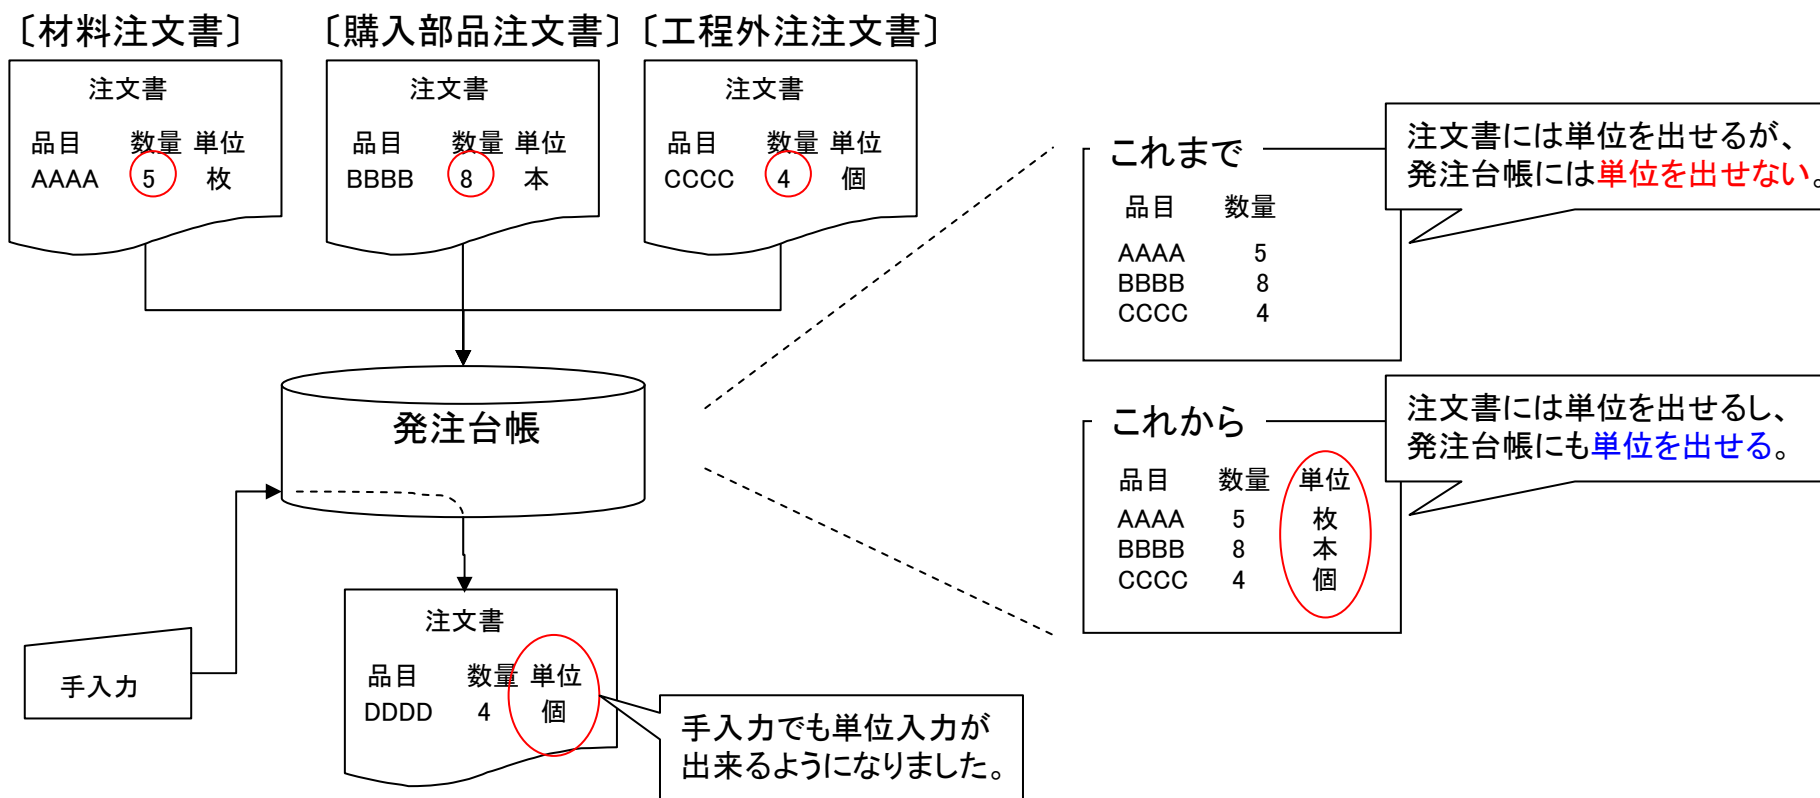 〔材料注文書〕
注文書
品目 数量 単位
AAAA 5 枚
〔購入部品注文書〕
注文書
品目 数量 単位
BBBB 8 本
〔工程外注注文書〕
注文書
品目 数量 単位
CCCC 4 個
発注台帳
手入力
注文書
品目 数量 単位
DDDD 4 個
手入力でも単位入力が
出来るようになりました。
これまで
品目 数量
AAAA 5
BBBB 8
CCCC 4
注文書には単位を出せるが、
発注台帳には単位を出せない。
これから
品目 数量 単位
AAAA 5 枚
BBBB 8 本
CCCC 4 個
注文書には単位を出せるし、
発注台帳にも単位を出せる。